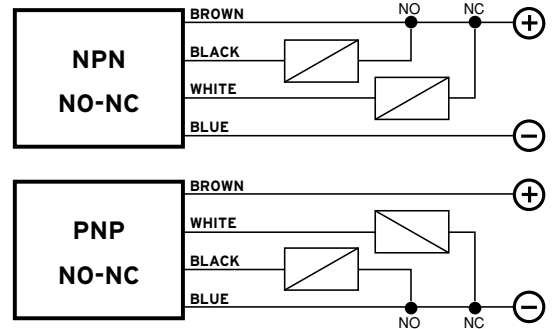 NO NC
BROWN
+
NPN
NO-NC
BLACK
WHITE
BLUE
−
BROWN
+
PNP
NO-NC
WHITE
BLACK
BLUE
−
NO NC